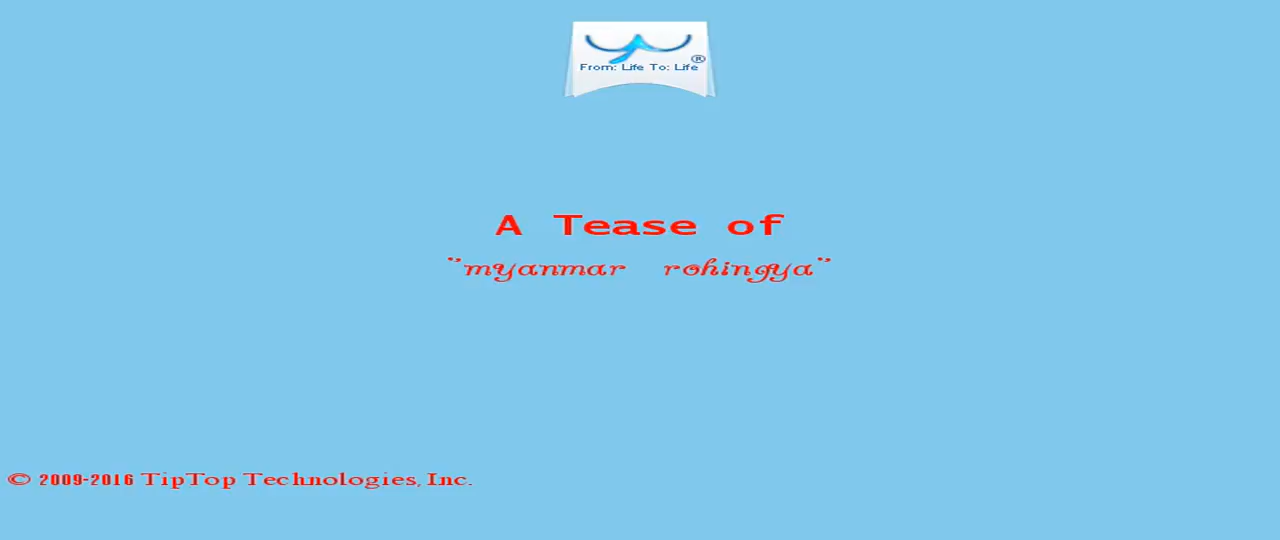 From: Life To: Life ®
A Tease of
"myanmar rohingya"
© 2009-2016 TipTop Technologies, Inc.